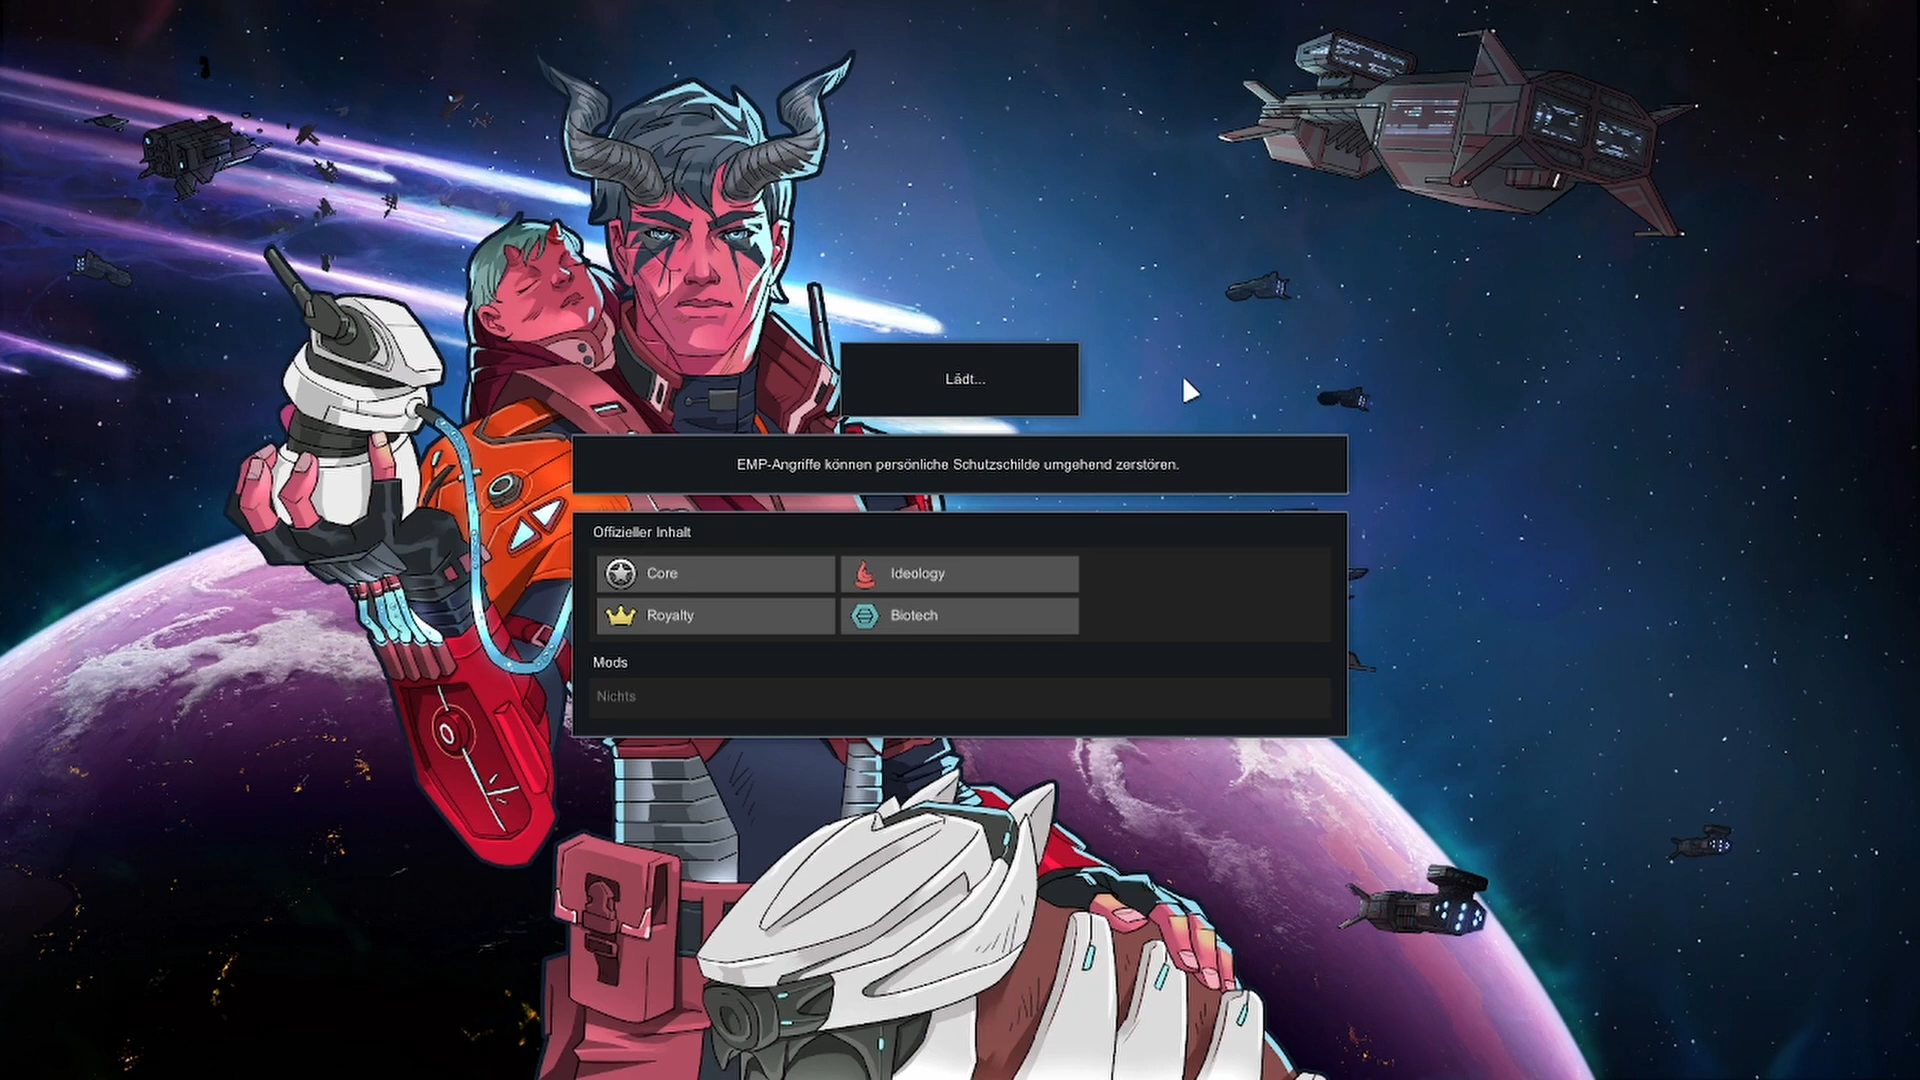 Lädt...
EMP-Angriffe können persönliche Schutzschilde umgehend zerstören.
Offizieller Inhalt
Core
Ideology
Royalty
Biotech
Mods
Nichts